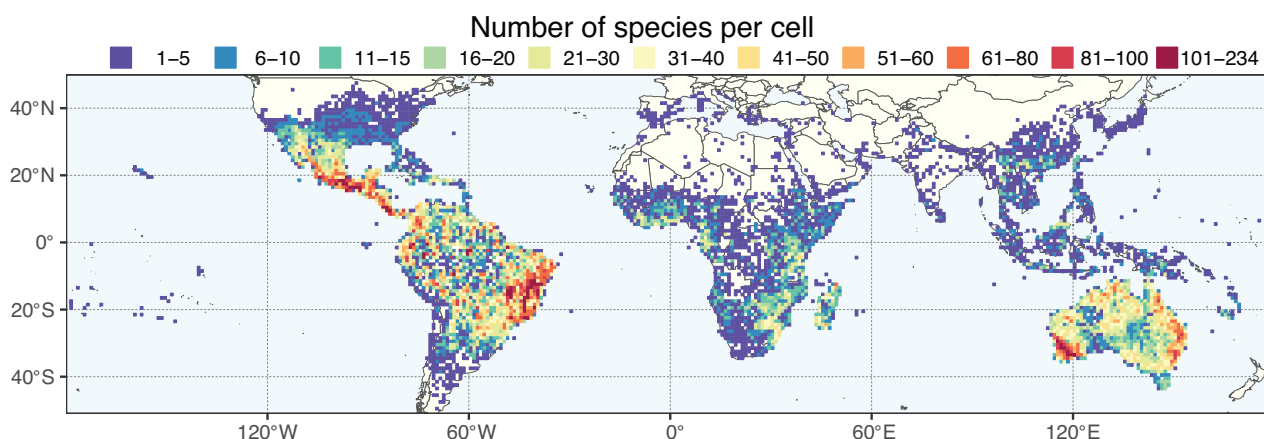 Number of species per cell
1–5 6–10 11–15 16–20 21–30 31–40 41–50 51–60 61–80 81–100 101–234
40°N
20°N
0°
20°S
40°S
120°W 60°W 0° 60°E 120°E